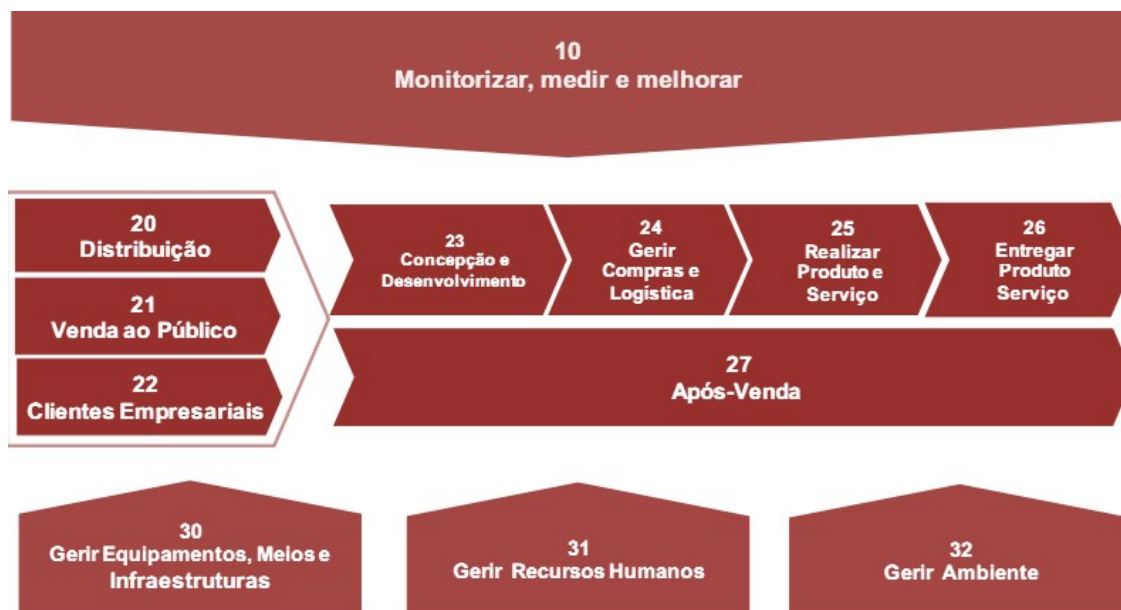 10
Monitorizar, medir e melhorar
20
Distribuição
21
Venda ao Público
22
Clientes Empresariais
23
Concepção e
Desenvolvimento
24
Gerir
Compras e
Logística
25
Realizar
Produto e
Serviço
26
Entregar
Produto
Serviço
27
Após-Venda
30
Gerir Equipamentos, Meios e
Infraestruturas
31
Gerir Recursos Humanos
32
Gerir Ambiente